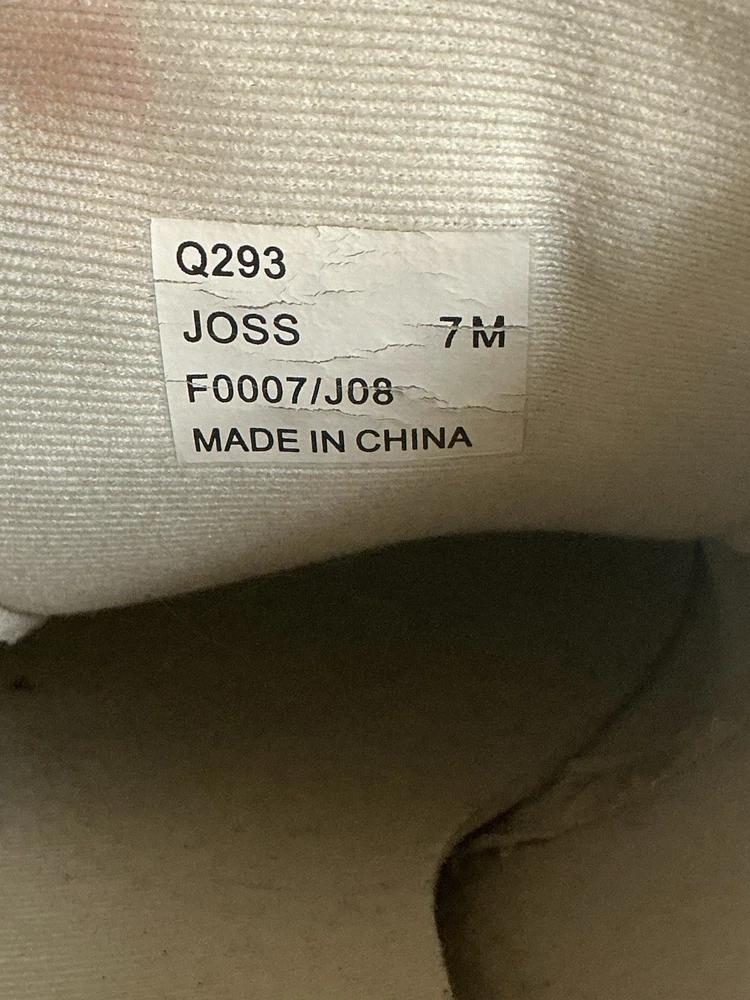 Q293
JOSS 7 M
F0007/J08
MADE IN CHINA